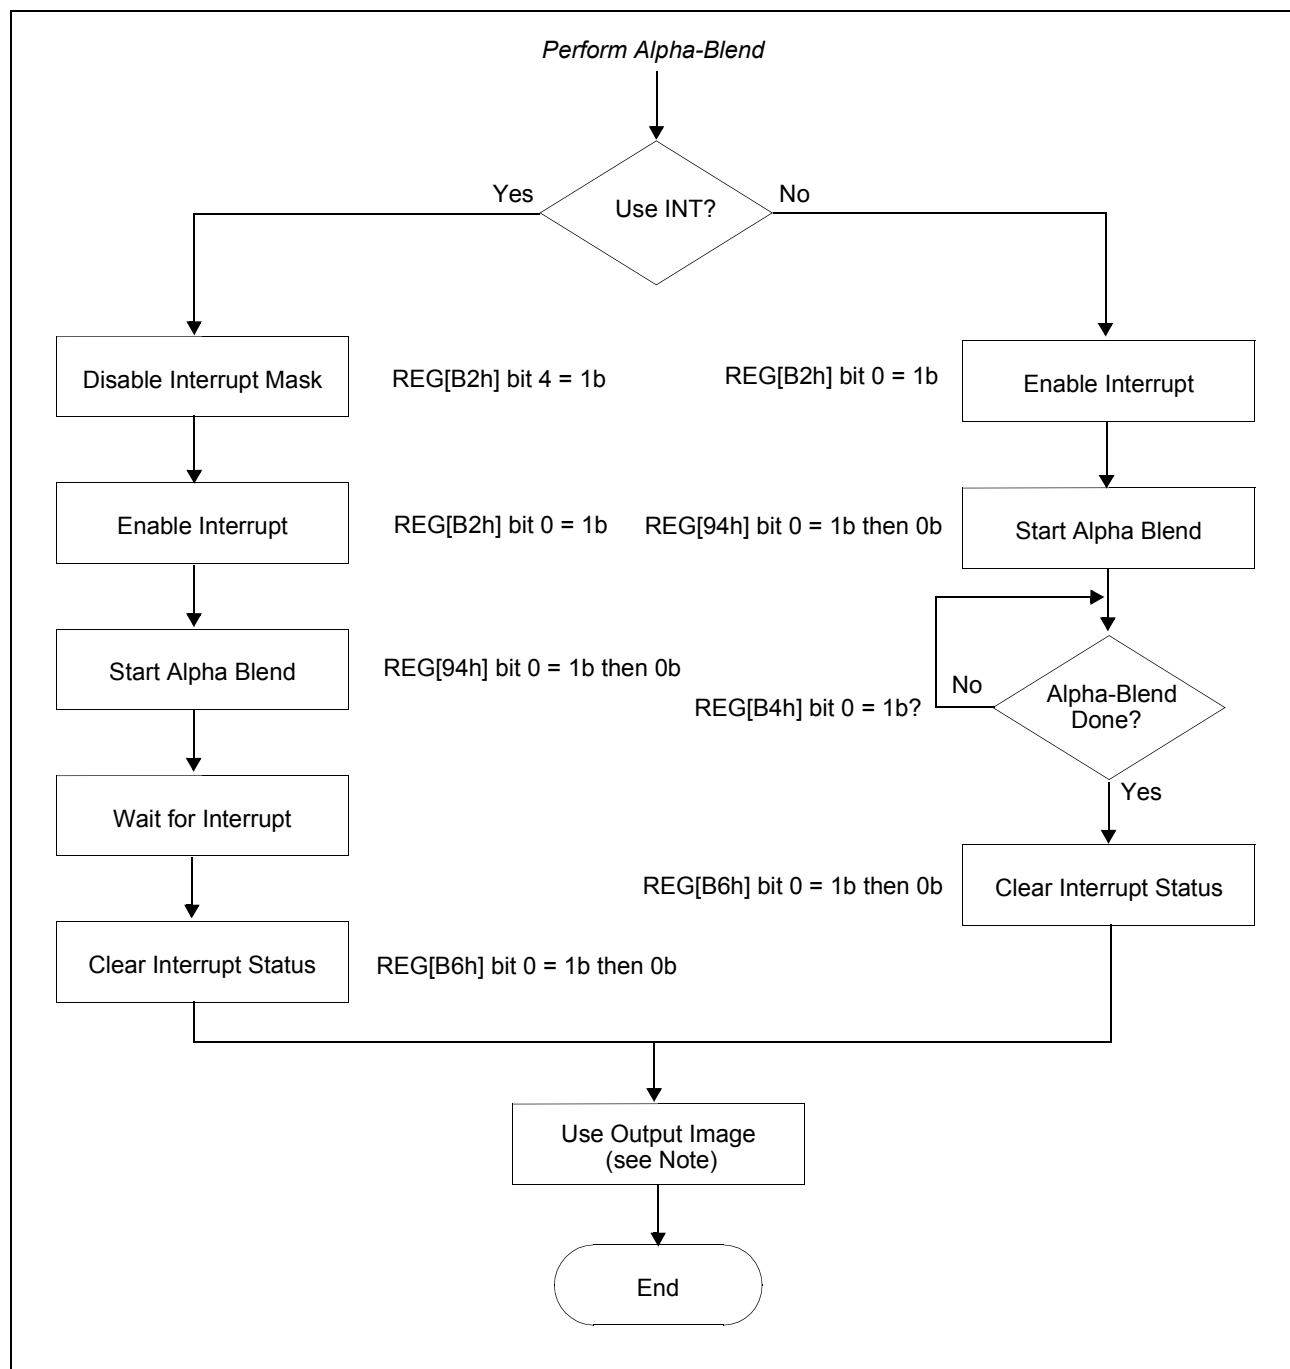 Perform Alpha-Blend
Yes
No
Use INT?
Disable Interrupt Mask
REG[B2h] bit 4 = 1b
REG[B2h] bit 0 = 1b
Enable Interrupt
Enable Interrupt
REG[B2h] bit 0 = 1b
REG[94h] bit 0 = 1b then 0b
Start Alpha Blend
Start Alpha Blend
REG[94h] bit 0 = 1b then 0b
No
REG[B4h] bit 0 = 1b?
Alpha-Blend
Done?
Yes
Wait for Interrupt
REG[B6h] bit 0 = 1b then 0b
Clear Interrupt Status
Clear Interrupt Status
REG[B6h] bit 0 = 1b then 0b
Use Output Image
(see Note)
End